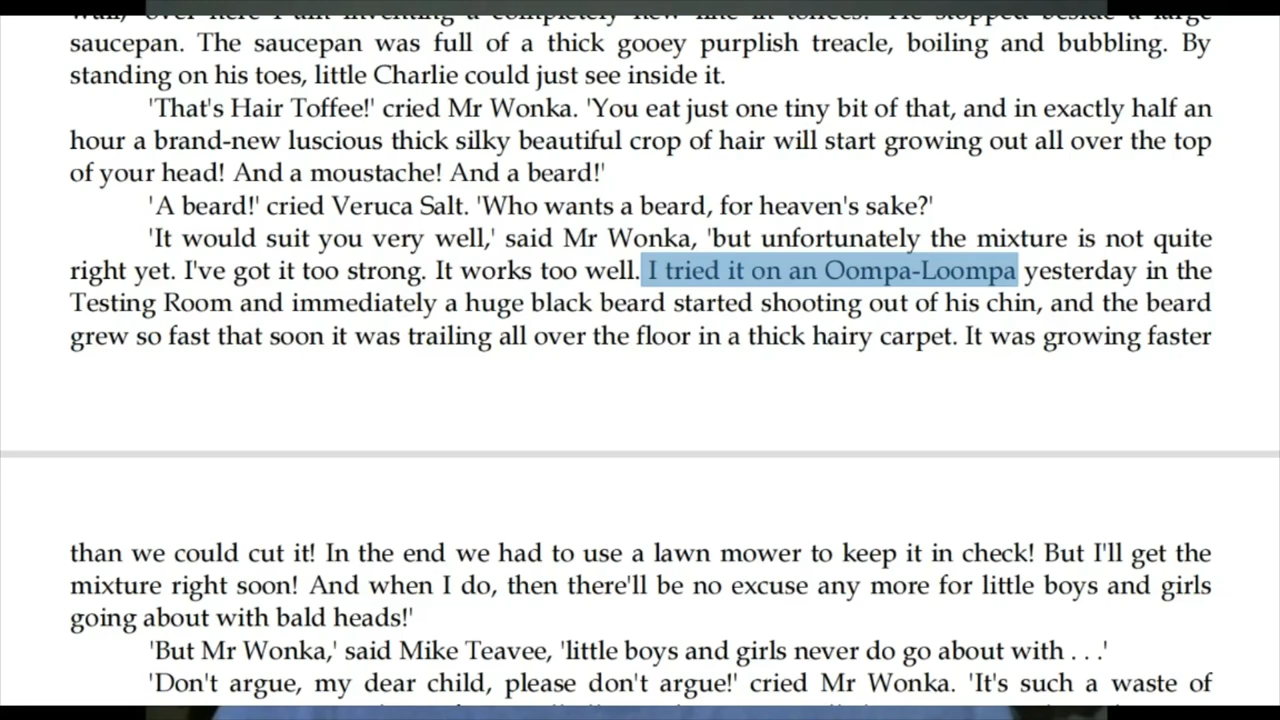 saucepan. The saucepan was full of a thick gooey purplish treacle, boiling and bubbling. By
standing on his toes, little Charlie could just see inside it.
'That's Hair Toffee!' cried Mr Wonka. 'You eat just one tiny bit of that, and in exactly half an
hour a brand-new luscious thick silky beautiful crop of hair will start growing out all over the top
of your head! And a moustache! And a beard!'
'A beard!' cried Veruca Salt. 'Who wants a beard, for heaven's sake?'
'It would suit you very well,' said Mr Wonka, 'but unfortunately the mixture is not quite
right yet. I've got it too strong. It works too well. I tried it on an Oompa-Loompa yesterday in the
Testing Room and immediately a huge black beard started shooting out of his chin, and the beard
grew so fast that soon it was trailing all over the floor in a thick hairy carpet. It was growing faster
than we could cut it! In the end we had to use a lawn mower to keep it in check! But I'll get the
mixture right soon! And when I do, then there'll be no excuse any more for little boys and girls
going about with bald heads!'
'But Mr Wonka,' said Mike Teavee, 'little boys and girls never do go about with . . .'
'Don't argue, my dear child, please don't argue!' cried Mr Wonka. 'It's such a waste of